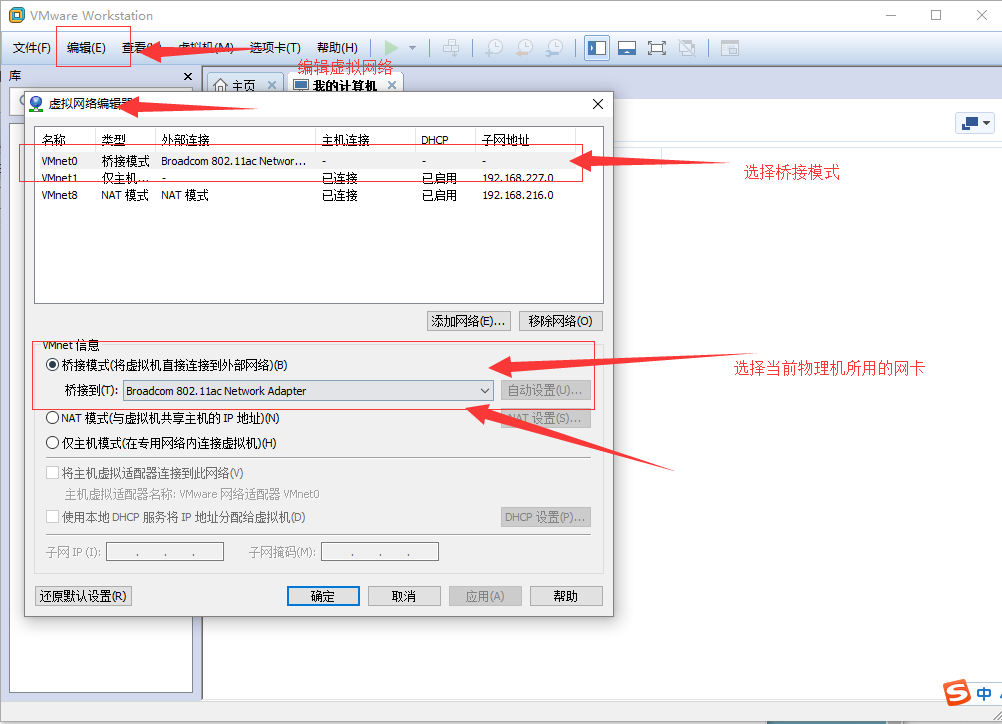 VMware Workstation
文件(F) 编辑(E) 查看(V) 虚拟机(M) 选项卡(T) 帮助(H)
编辑虚拟网络
库
主页 我的计算机
虚拟网络编辑器
名称 类型 外部连接 主机连接 DHCP 子网地址
VMnet0 桥接模式 Broadcom 802.11ac Networ... - - -
VMnet1 仅主机... - 已连接 已启用 192.168.227.0
VMnet8 NAT 模式 NAT 模式 已连接 已启用 192.168.216.0
选择桥接模式
添加网络(E)... 移除网络(O)
VMnet 信息
桥接模式(将虚拟机直接连接到外部网络)(B)
选择当前物理机所用的网卡
桥接到(T): Broadcom 802.11ac Network Adapter 自动设置(U)...
NAT 模式(与虚拟机共享主机的 IP 地址)(N) NAT 设置(S)...
仅主机模式(在专用网络内连接虚拟机)(H)
将主机虚拟适配器连接到此网络(V)
主机虚拟适配器名称: VMware 网络适配器 VMnet0
使用本地 DHCP 服务将 IP 地址分配给虚拟机(D) DHCP 设置(P)...
子网 IP (I): . . . 子网掩码(M): . . .
还原默认设置(R) 确定 取消 应用(A) 帮助
S 中